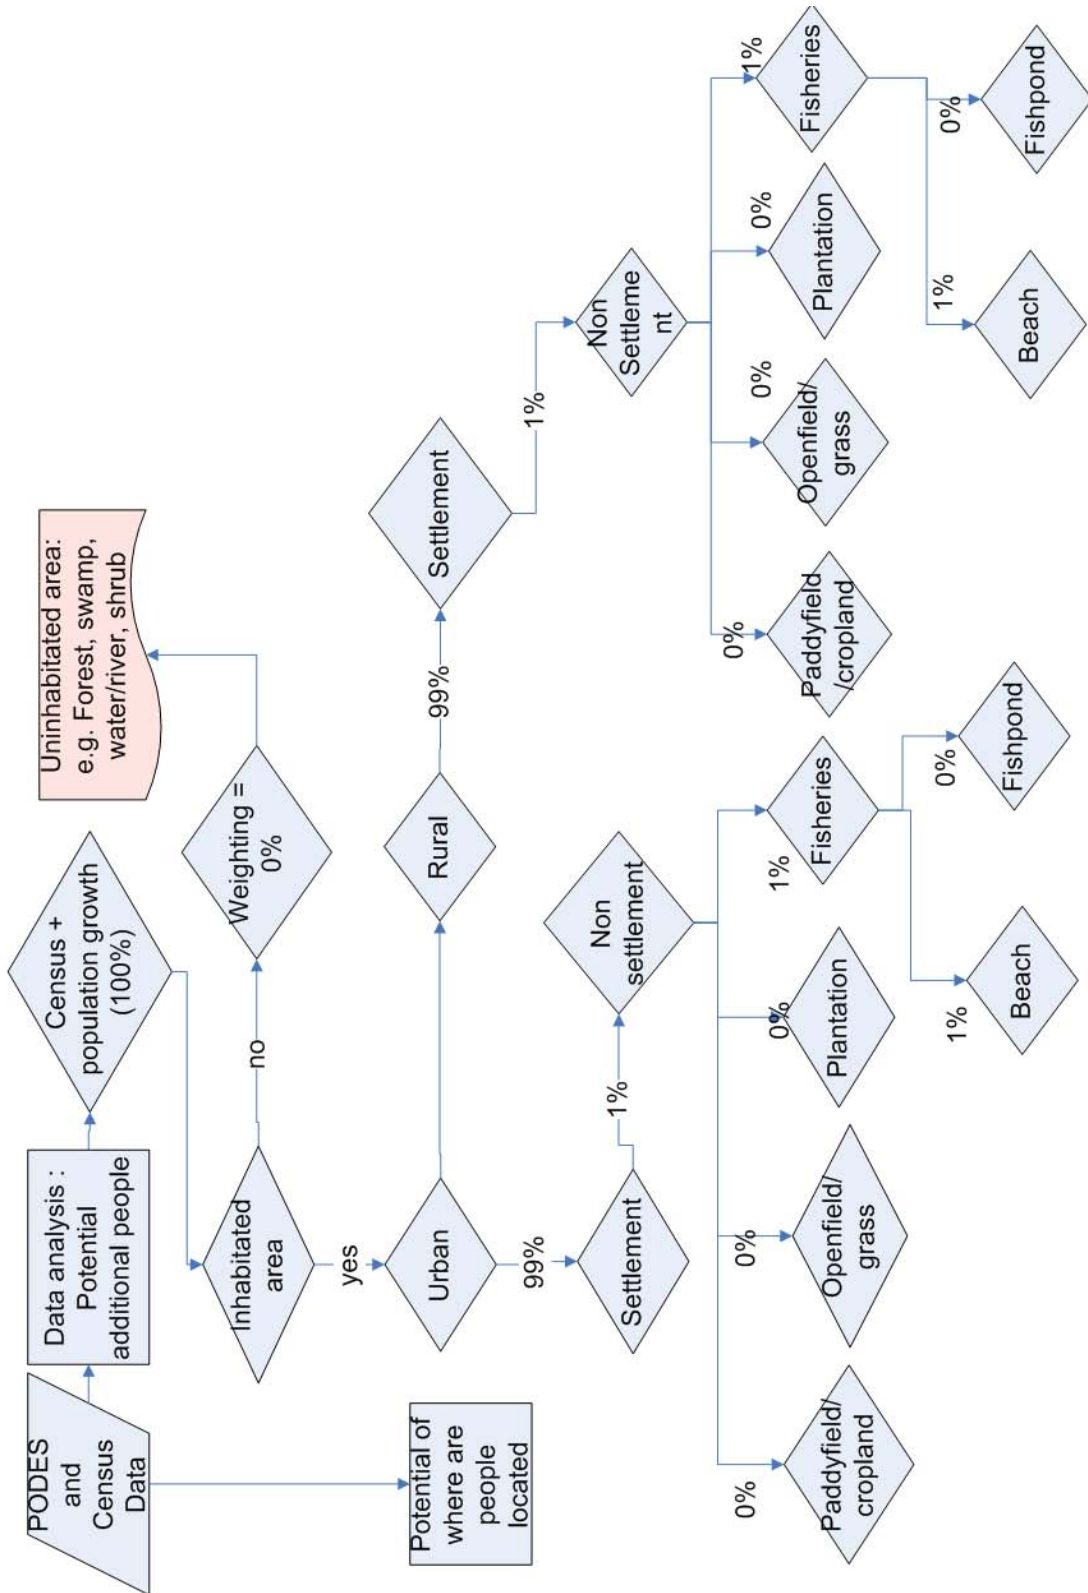 PODES
and
Census
Data
Data analysis :
Potential
additional people
Census +
population growth
(100%)
Uninhabitated area:
e.g. Forest, swamp,
water/river, shrub
Inhabitated
area
no
Weighting =
0%
yes
Potential of
where are
people
located
Urban
Rural
99%
Settlement
99%
Settlement
1%
Non
settlement
1%
Non
Settleme
nt
0%
Paddyfield/
cropland
0%
Openfield/
grass
0%
Plantation
1%
Fisheries
0%
Paddyfield
/cropland
0%
Openfield/
grass
0%
Plantation
1%
Fisheries
1%
Beach
0%
Fishpond
1%
Beach
0%
Fishpond